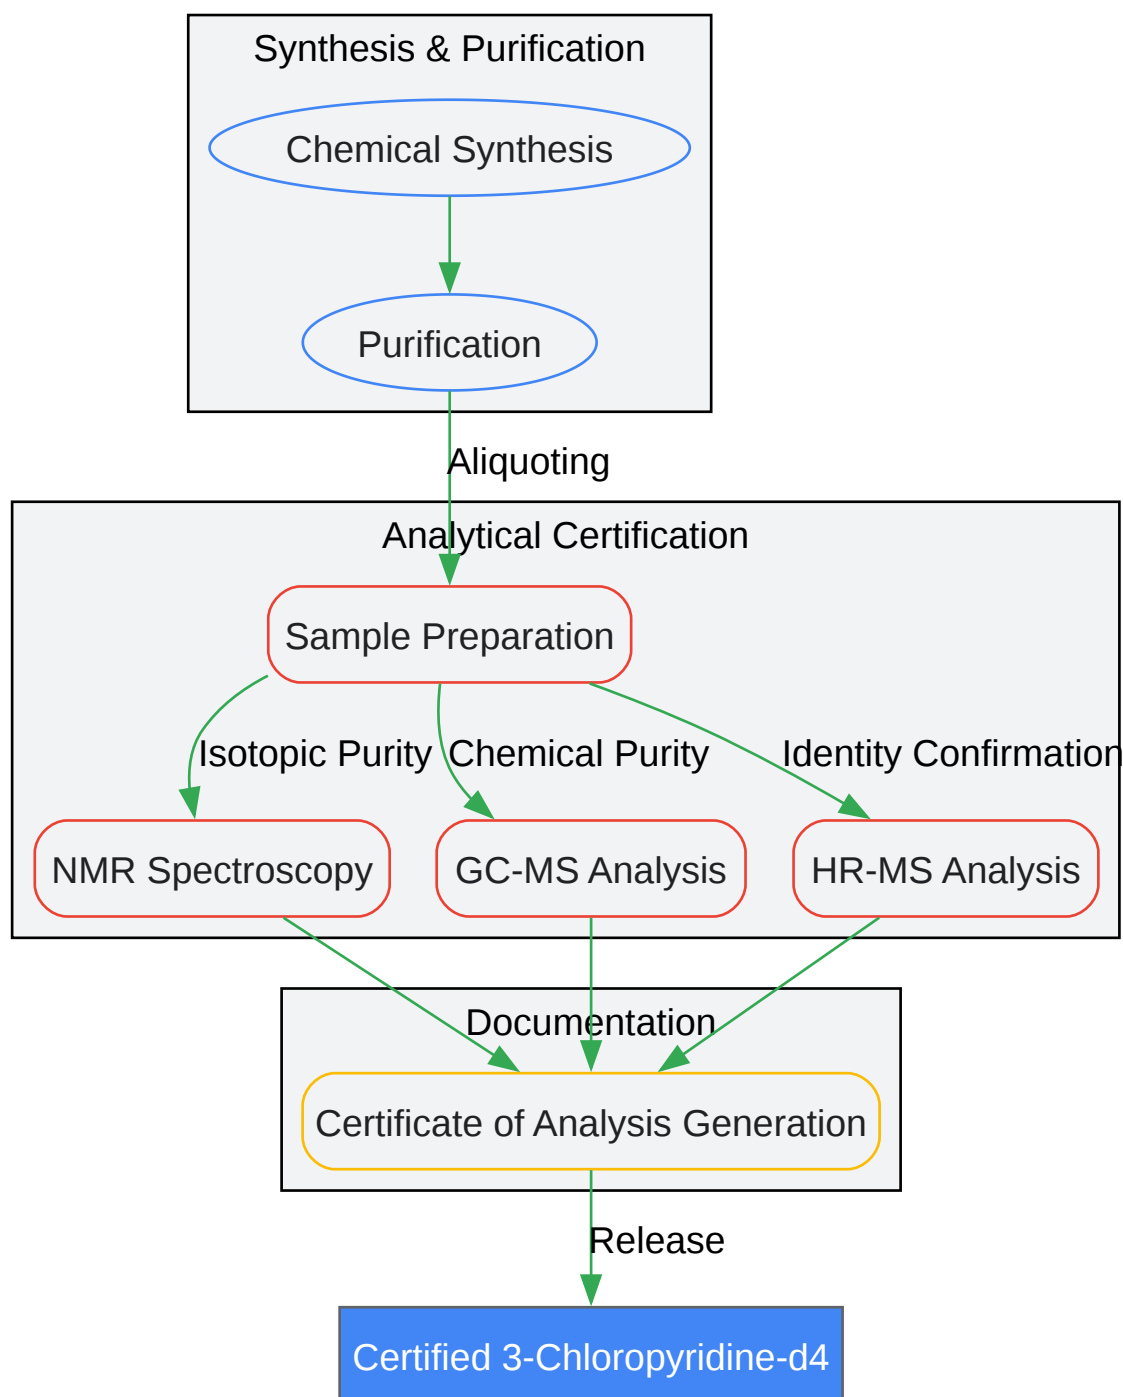 Synthesis & Purification
Chemical Synthesis
Purification
Aliquoting
Analytical Certification
Sample Preparation
Isotopic Purity
Chemical Purity
Identity Confirmation
NMR Spectroscopy
GC-MS Analysis
HR-MS Analysis
Documentation
Certificate of Analysis Generation
Release
Certified 3-Chloropyridine-d4